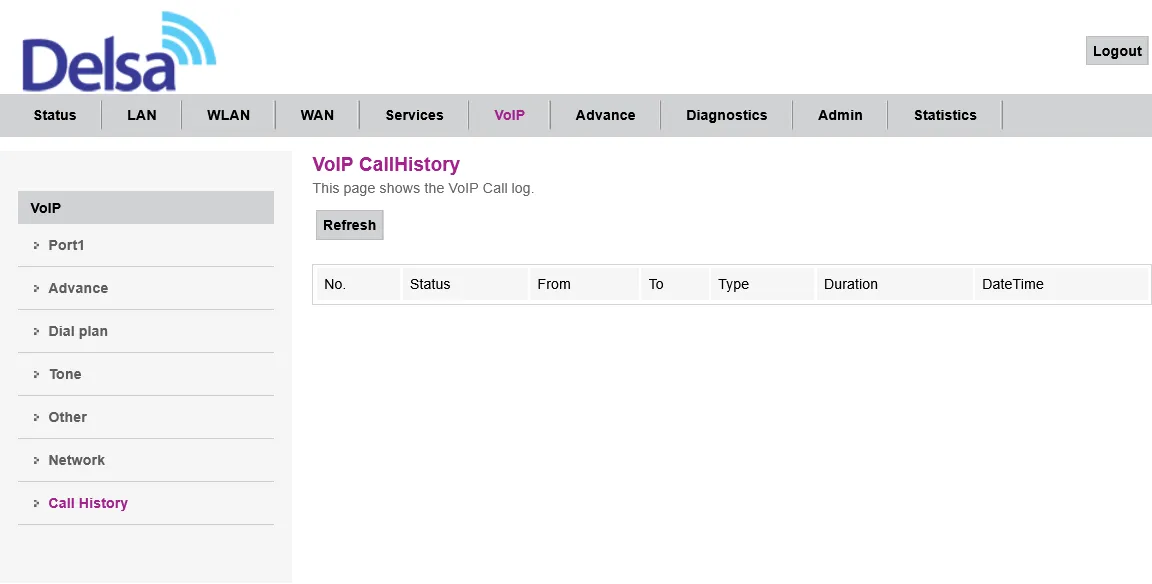 Delsa
Logout
Status LAN WLAN WAN Services VoIP Advance Diagnostics Admin Statistics
VoIP
Port1
Advance
Dial plan
Tone
Other
Network
Call History
VoIP CallHistory
This page shows the VoIP Call log.
Refresh
No. Status From To Type Duration DateTime